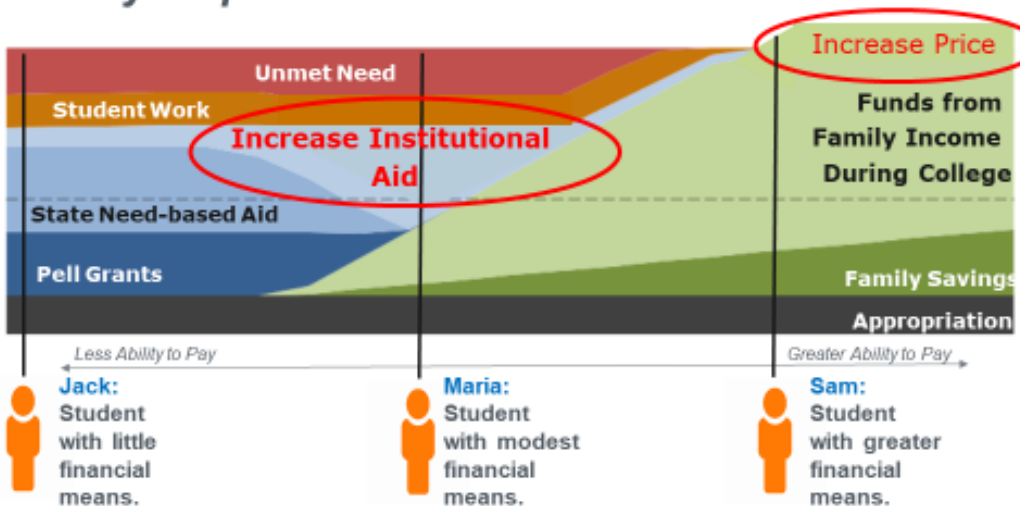 Increase Price
Unmet Need
Student Work
Funds from
Family Income
During College
Increase Institutional
Aid
State Need-based Aid
Pell Grants
Family Savings
Appropriation
Less Ability to Pay
Greater Ability to Pay
Jack:
Student
with little
financial
means.
Maria:
Student
with modest
financial
means.
Sam:
Student
with greater
financial
means.